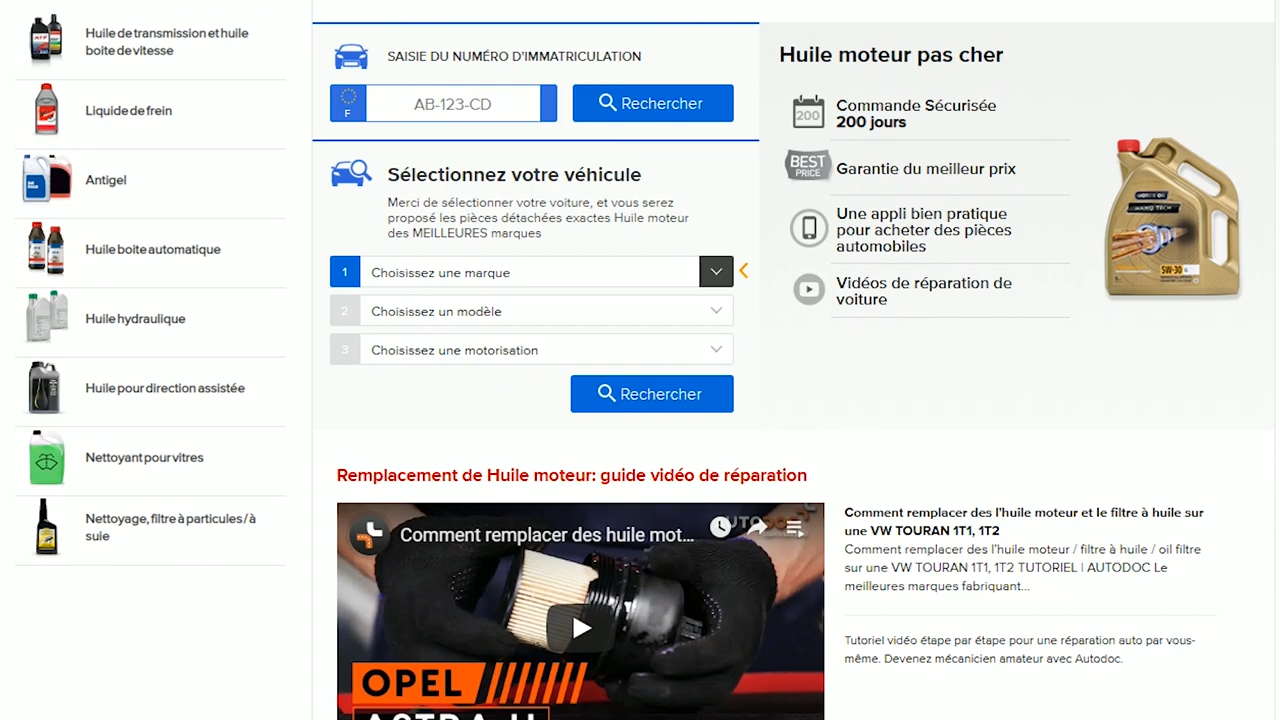 Huile de transmission et huile
boite de vitesse
Liquide de frein
Antigel
Huile boite automatique
Huile hydraulique
Huile pour direction assistée
Nettoyant pour vitres
Nettoyage, filtre à particules / à
suie
SAISIE DU NUMÉRO D'IMMATRICULATION
F
AB-123-CD
Rechercher
Sélectionnez votre véhicule
Merci de sélectionner votre voiture, et vous serez
proposé les pièces détachées exactes Huile moteur
des MEILLEURES marques
1 Choisissez une marque
2 Choisissez un modèle
3 Choisissez une motorisation
Rechercher
Huile moteur pas cher
200
Commande Sécurisée
200 jours
BEST
PRICE
Garantie du meilleur prix
Une appli bien pratique
pour acheter des pièces
automobiles
Vidéos de réparation de
voiture
MOTOR OIL
NANO TECH
5W-30
Remplacement de Huile moteur: guide vidéo de réparation
Comment remplacer des huile mot...
OPEL
ASTRA H
Comment remplacer des l'huile moteur et le filtre à huile sur
une VW TOURAN 1T1, 1T2
Comment remplacer des l'huile moteur / filtre à huile / oil filtre
sur une VW TOURAN 1T1, 1T2 TUTORIEL | AUTODOC Le
meilleures marques fabriquant...
Tutoriel vidéo étape par étape pour une réparation auto par vous-
même. Devenez mécanicien amateur avec Autodoc.